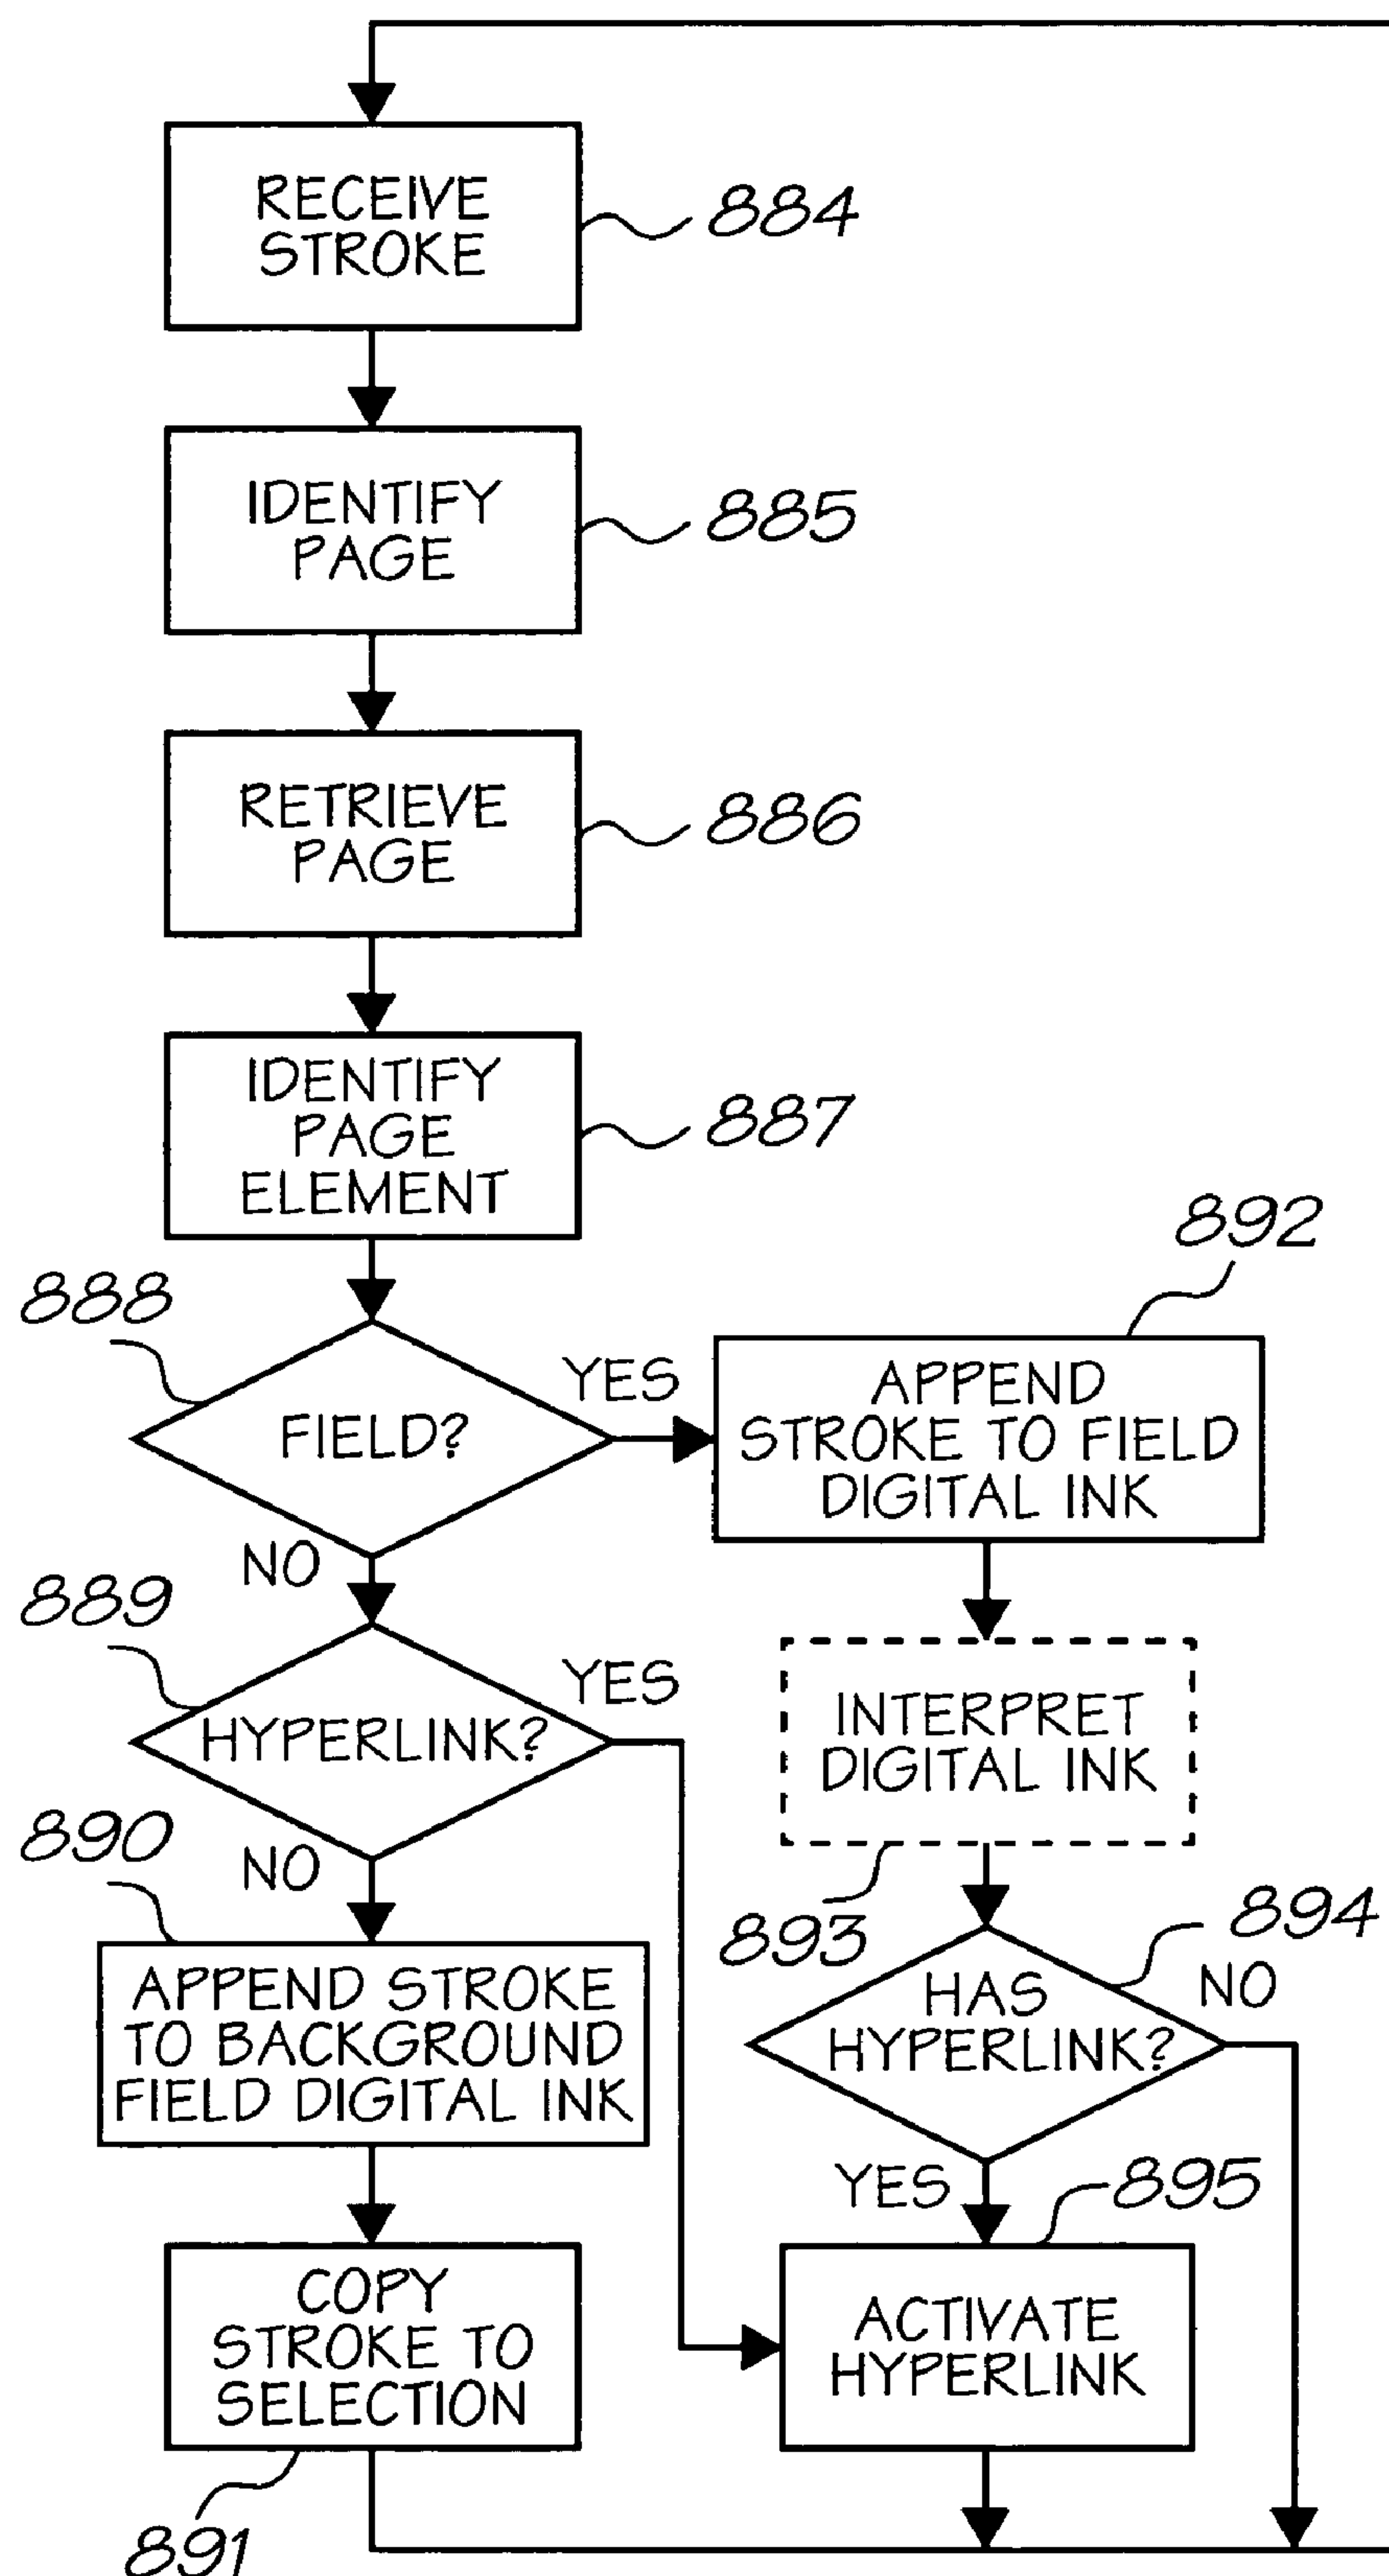 RECEIVE
STROKE
884
IDENTIFY
PAGE
885
RETRIEVE
PAGE
886
IDENTIFY
PAGE
ELEMENT
887
888
FIELD?
YES
NO
892
APPEND
STROKE TO FIELD
DIGITAL INK
889
HYPERLINK?
YES
NO
INTERPRET
DIGITAL INK
893
890
APPEND STROKE
TO BACKGROUND
FIELD DIGITAL INK
894
HAS
HYPERLINK?
NO
YES
895
COPY
STROKE TO
SELECTION
891
ACTIVATE
HYPERLINK